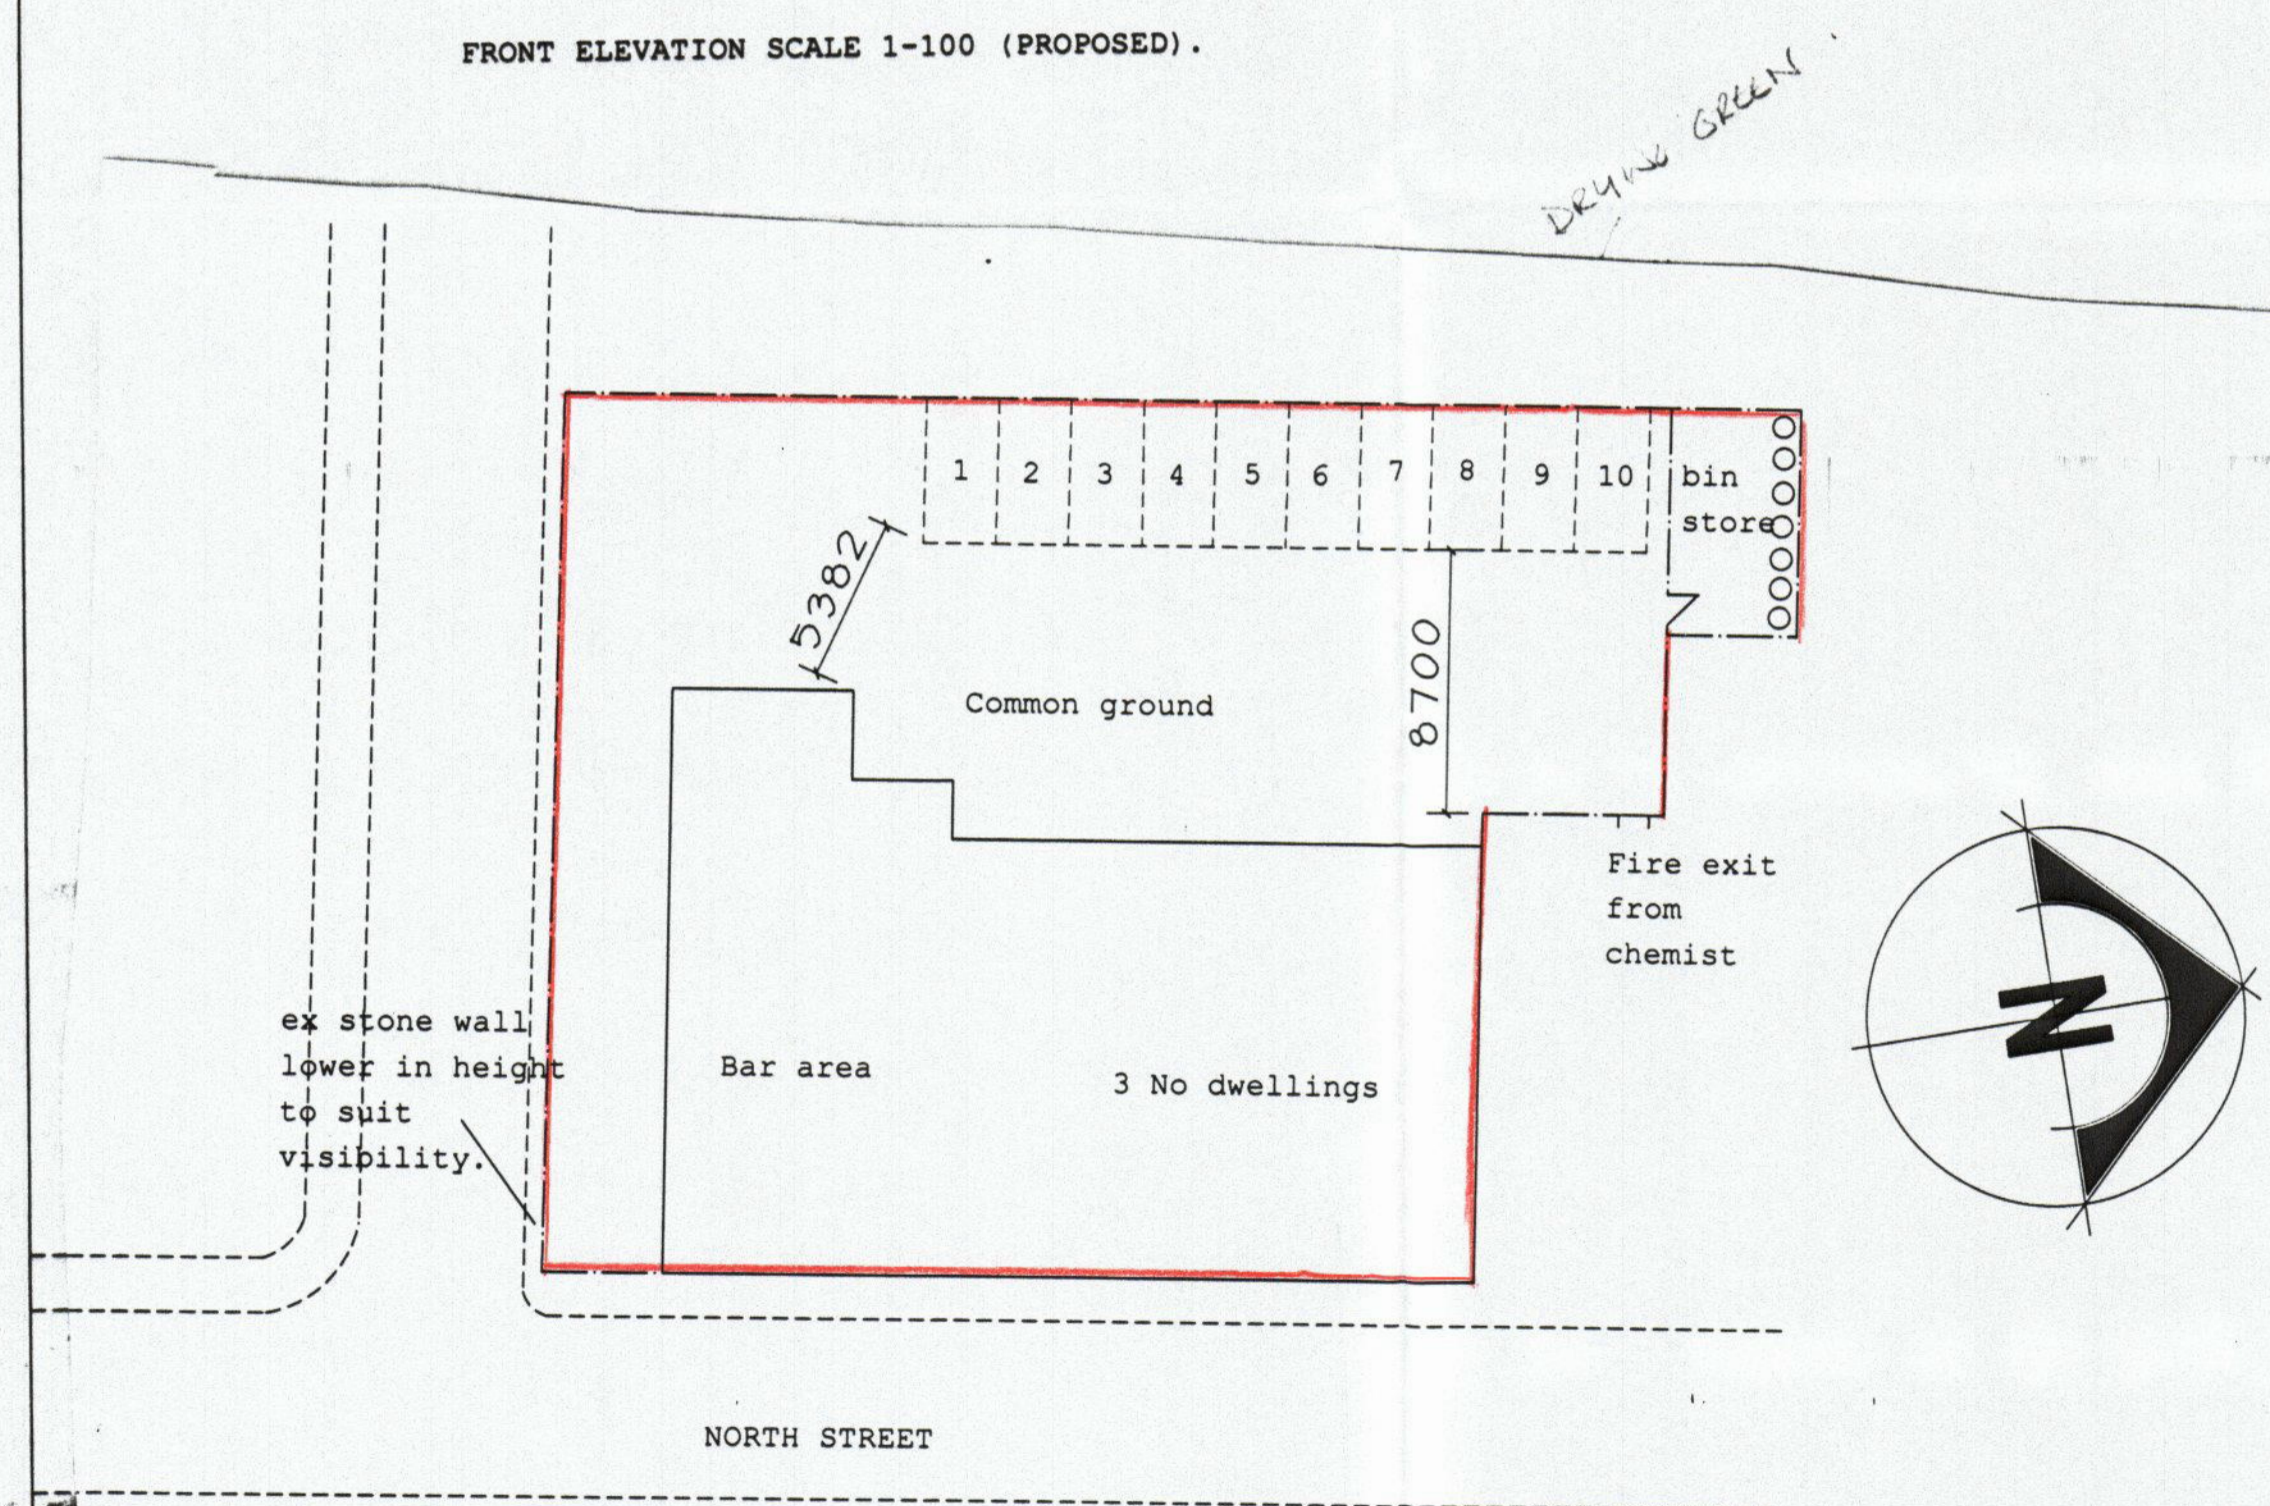 FRONT ELEVATION SCALE 1-100 (PROPOSED).
DRYING GREEN
1 2 3 4 5 6 7 8 9 10
bin
store
5382
8700
Common ground
Fire exit
from
chemist
N
ex stone wall
lower in height
to suit
visibility.
Bar area
3 No dwellings
NORTH STREET